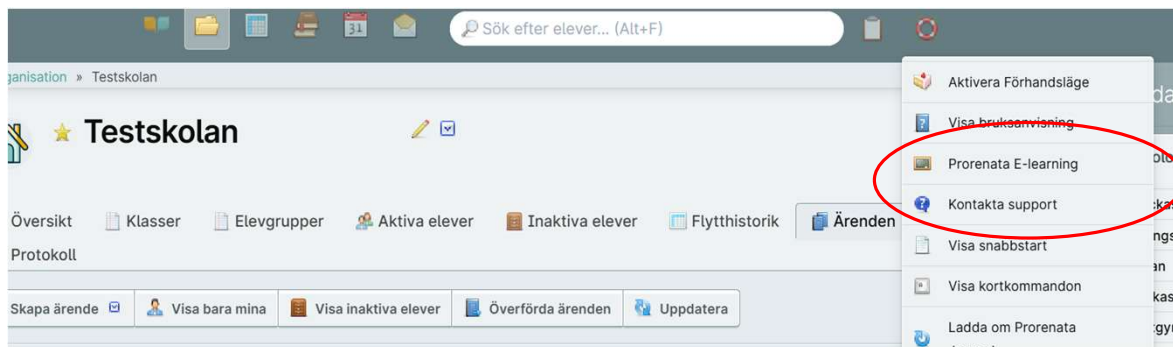 31
Sök efter elever... (Alt+F)
ganisation » Testskolan
Testskolan
Översikt Klasser Elevgrupper Aktiva elever Inaktiva elever Flytthistorik Ärenden
Protokoll
Skapa ärende Visa bara mina Visa inaktiva elever Överförda ärenden Uppdatera
Aktivera Förhandsläge
Visa bruksanvisning
Prorenata E-learning
Kontakta support
Visa snabbstart
Visa kortkommandon
Ladda om Prorenata